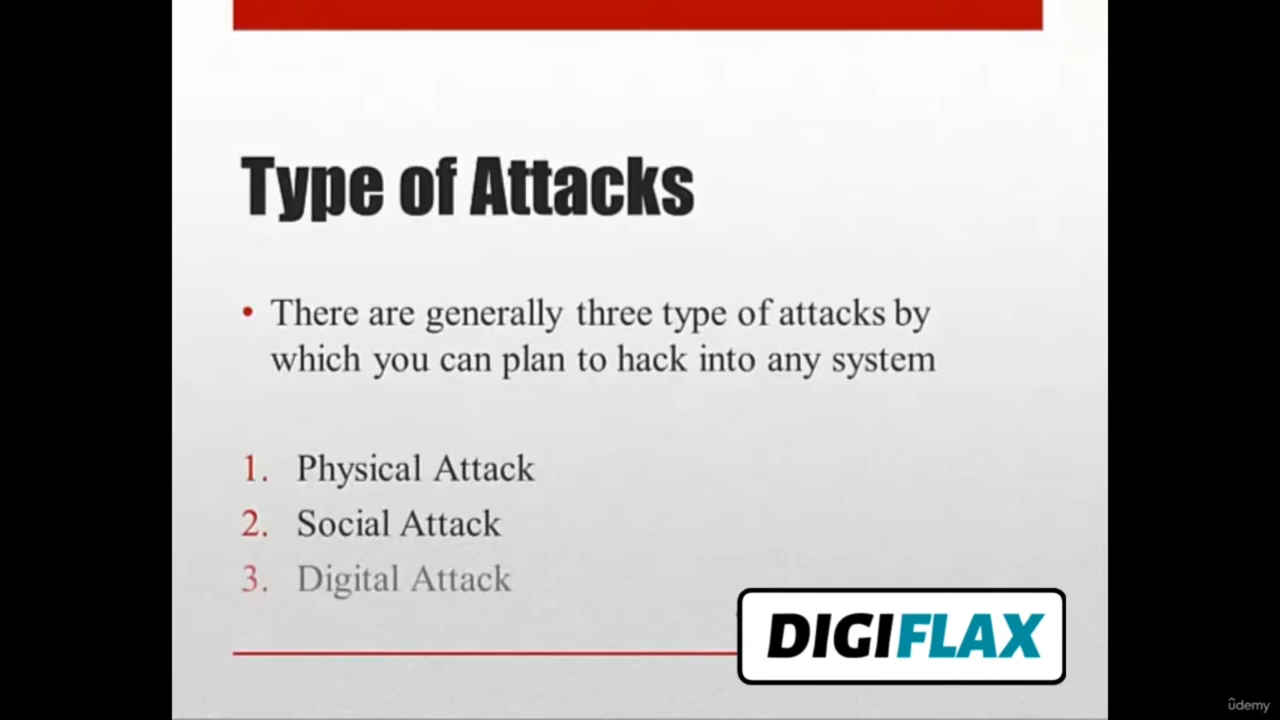 Type of Attacks
• There are generally three type of attacks by
which you can plan to hack into any system
1. Physical Attack
2. Social Attack
3. Digital Attack
DIGIFLAX
ûdemy